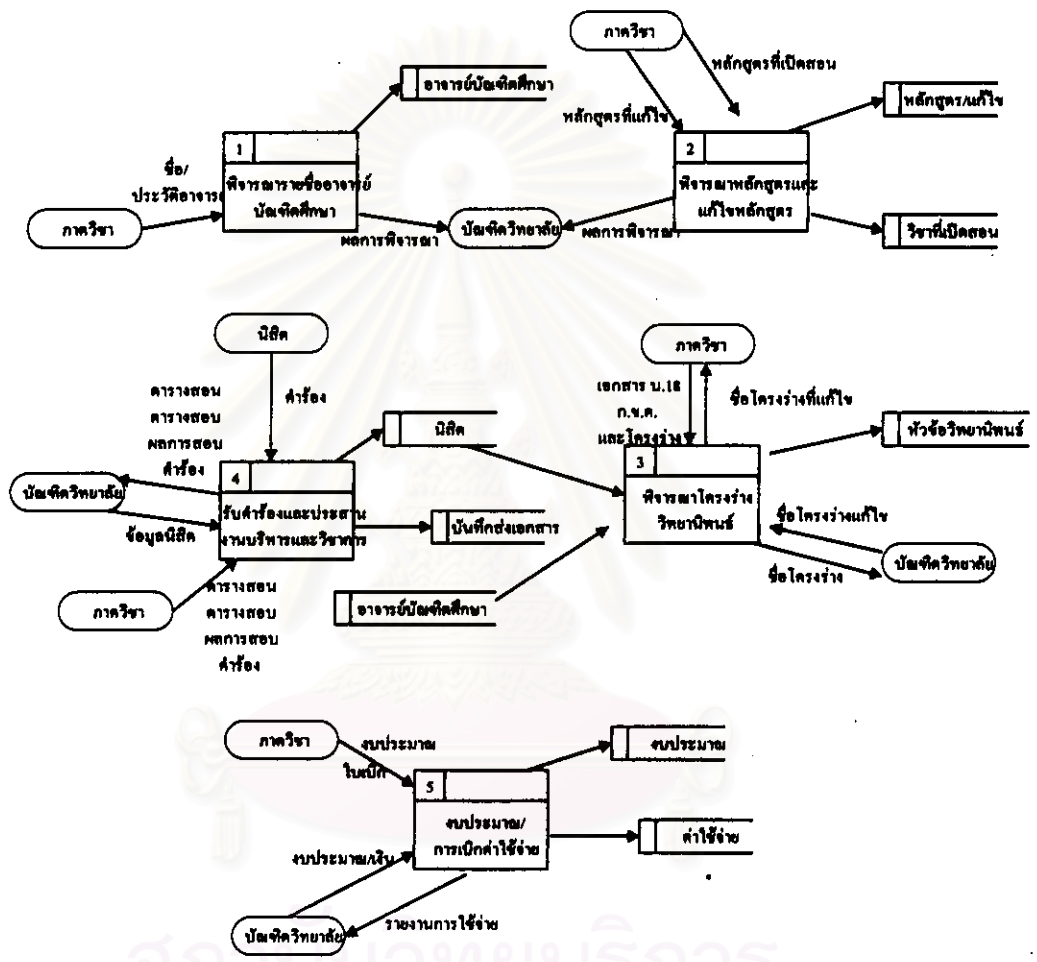 ภาควิชา
หลักสูตรที่เปิดสอน
อาจารย์บัณฑิตศึกษา
หลักสูตร/แก้ไข
หลักสูตรที่แก้ไข
1
2
ชื่อ/
ประวัติอาจารย์
พิจารณารายชื่ออาจารย์
บัณฑิตศึกษา
พิจารณาหลักสูตรและ
แก้ไขหลักสูตร
ภาควิชา
บัณฑิตวิทยาลัย
ผลการพิจารณา
ผลการพิจารณา
วิชาที่เปิดสอน
นิสิต
ภาควิชา
ตารางสอน
ตารางสอบ
ผลการสอบ
คำร้อง
คำร้อง
เอกสาร บ.18
ก.ข.ค.
และโครงร่าง
ชื่อโครงร่างที่แก้ไข
นิสิต
หัวข้อวิทยานิพนธ์
4
3
บัณฑิตวิทยาลัย
ข้อมูลนิสิต
รับคำร้องและประสาน
งานบริหารและวิชาการ
บันทึกส่งเอกสาร
พิจารณาโครงร่าง
วิทยานิพนธ์
ชื่อโครงร่างแก้ไข
บัณฑิตวิทยาลัย
ชื่อโครงร่าง
ภาควิชา
ตารางสอน
ตารางสอบ
ผลการสอบ
คำร้อง
อาจารย์บัณฑิตศึกษา
ภาควิชา
งบประมาณ
ใบเบิก
งบประมาณ
5
งบประมาณ/
การเบิกค่าใช้จ่าย
ค่าใช้จ่าย
งบประมาณ/เงิน
บัณฑิตวิทยาลัย
รายงานการใช้จ่าย